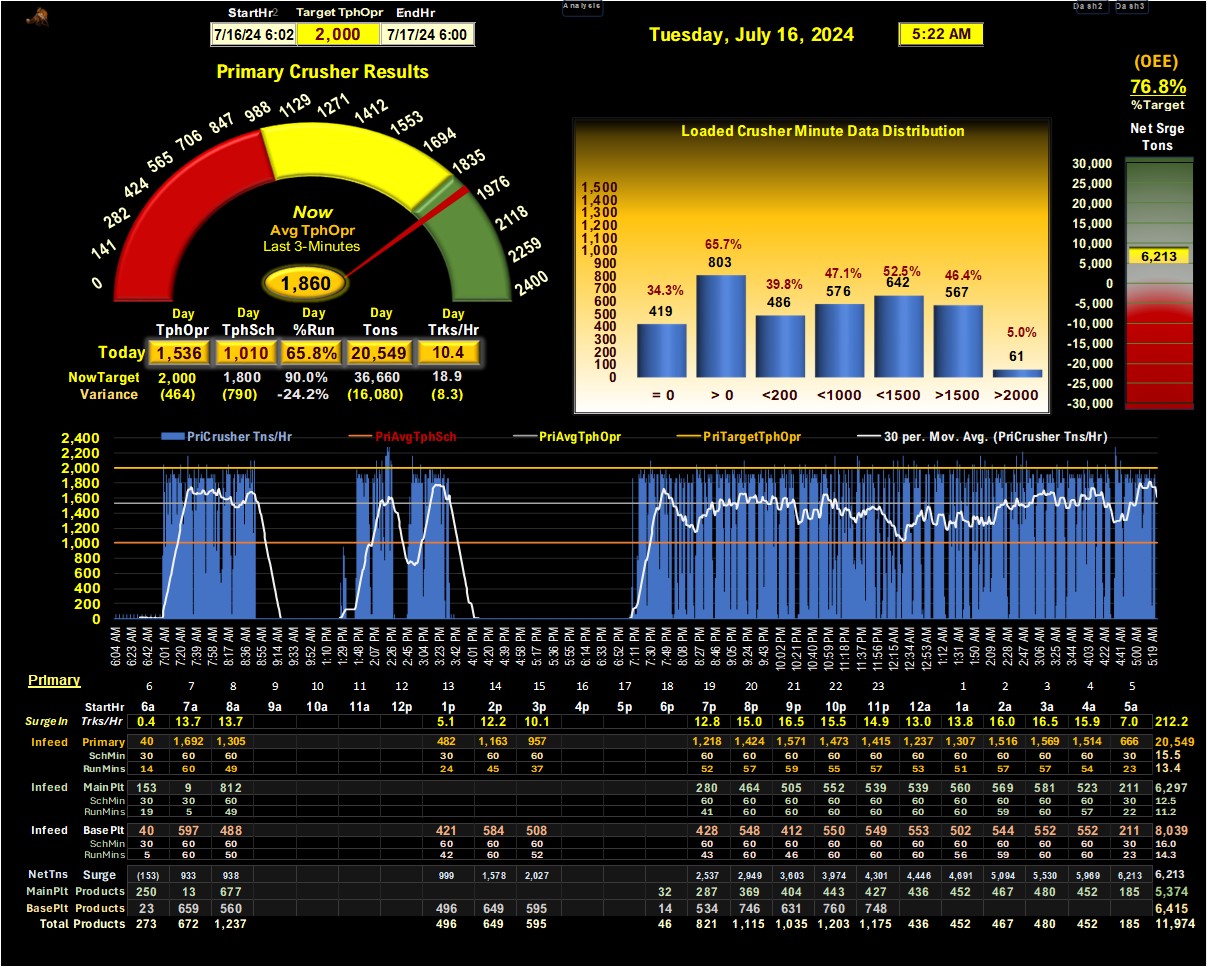 Analysis Dash2 Dash3
StartHr2 Target TphOpr EndHr
7/16/24 6:02 2,000 7/17/24 6:00
Tuesday, July 16, 2024 5:22 AM
(OEE)
76.8%
%Target
Net Srge
Tons
Primary Crusher Results
0 141 282 424 565 706 847 988 1129 1271 1412 1553 1694 1835 1976 2118 2259 2400
Now
Avg TphOpr
Last 3-Minutes
1,860
Day Day Day Day Day
TphOpr TphSch %Run Tons Trks/Hr
Today 1,536 1,010 65.8% 20,549 10.4
NowTarget 2,000 1,800 90.0% 36,660 18.9
Variance (464) (790) -24.2% (16,080) (8.3)
Loaded Crusher Minute Data Distribution
1,500
1,400
1,300
1,200
1,100
1,000
900
800
700
600
500
400
300
200
100
0
34.3% 65.7% 39.8% 47.1% 52.5% 46.4% 5.0%
419 803 486 576 642 567 61
= 0 > 0 <200 <1000 <1500 >1500 >2000
30,000
25,000
20,000
15,000
10,000
6,213
5,000
0
-5,000
-10,000
-15,000
-20,000
-25,000
-30,000
PriCrusher Tns/Hr PriAvgTphSch PriAvgTphOpr PriTargetTphOpr 30 per. Mov. Avg. (PriCrusher Tns/Hr)
2,400
2,200
2,000
1,800
1,600
1,400
1,200
1,000
800
600
400
200
0
6:04 AM 6:23 AM 6:42 AM 7:01 AM 7:20 AM 7:39 AM 7:58 AM 8:17 AM 8:36 AM 8:55 AM 9:14 AM 9:33 AM 9:52 AM 1:10 PM 1:29 PM 1:48 PM 2:07 PM 2:26 PM 2:45 PM 3:04 PM 3:23 PM 3:42 PM 4:01 PM 4:20 PM 4:39 PM 4:58 PM 5:17 PM 5:36 PM 5:55 PM 6:14 PM 6:33 PM 6:52 PM 7:11 PM 7:30 PM 7:49 PM 8:08 PM 8:27 PM 8:46 PM 9:05 PM 9:24 PM 9:43 PM 10:02 PM 10:21 PM 10:40 PM 10:59 PM 11:18 PM 11:37 PM 11:56 PM 12:15 AM 12:34 AM 12:53 AM 1:12 AM 1:31 AM 1:50 AM 2:09 AM 2:28 AM 2:47 AM 3:06 AM 3:25 AM 3:44 AM 4:03 AM 4:22 AM 4:41 AM 5:00 AM 5:19 AM
Primary
6 7 8 9 10 11 12 13 14 15 16 17 18 19 20 21 22 23 1 2 3 4 5
StartHr 6a 7a 8a 9a 10a 11a 12p 1p 2p 3p 4p 5p 6p 7p 8p 9p 10p 11p 12a 1a 2a 3a 4a 5a
SurgeIn Trks/Hr 0.4 13.7 13.7 5.1 12.2 10.1 12.8 15.0 16.5 15.5 14.9 13.0 13.8 16.0 16.5 15.9 7.0 212.2
Infeed Primary 40 1,692 1,305 482 1,163 957 1,218 1,424 1,571 1,473 1,415 1,237 1,307 1,516 1,569 1,514 666 20,549
SchMin 30 60 60 30 60 60 60 60 60 60 60 60 60 60 60 60 30 15.5
RunMins 14 60 49 24 45 37 52 57 59 55 57 53 51 57 57 54 23 13.4
Infeed Main Plt 153 9 812 280 464 505 552 539 539 560 569 581 523 211 6,297
SchMin 30 30 60 60 60 60 60 60 60 60 60 60 60 30 12.5
RunMins 19 5 49 41 60 60 60 60 60 60 59 60 57 22 11.2
Infeed Base Plt 40 597 488 421 584 508 428 548 412 550 549 553 502 544 552 552 211 8,039
SchMin 30 60 60 60 60 60 60 60 60 60 60 60 60 60 60 60 30 16.0
RunMins 5 60 50 42 60 52 43 60 46 60 60 60 56 59 60 60 23 14.3
NetTns Surge (153) 933 938 999 1,578 2,027 2,537 2,949 3,603 3,974 4,301 4,446 4,691 5,094 5,530 5,969 6,213 6,213
MainPlt Products 250 13 677 32 287 369 404 443 427 436 452 467 480 452 185 5,374
BasePlt Products 23 659 560 496 649 595 14 534 746 631 760 748 6,415
Total Products 273 672 1,237 496 649 595 46 821 1,115 1,035 1,203 1,175 436 452 467 480 452 185 11,974